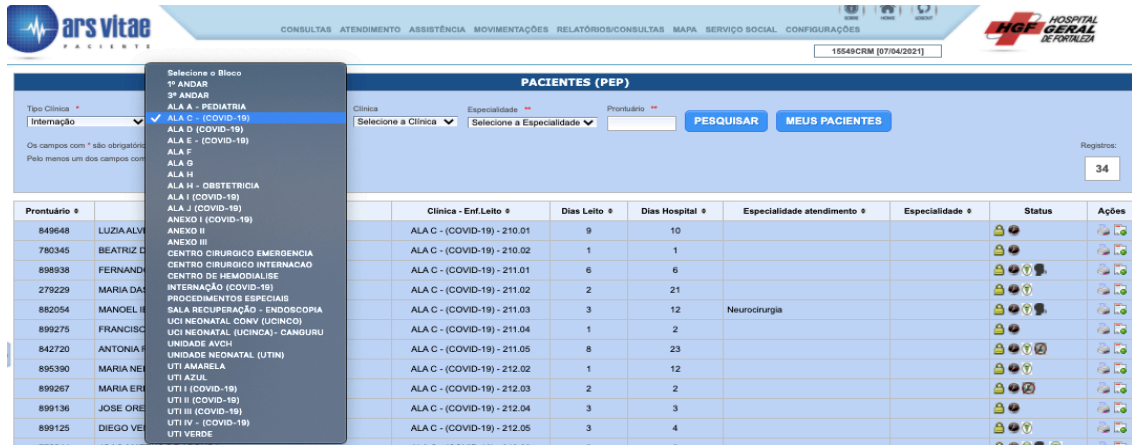 ars vitae
PACIENTE
CONSULTAS ATENDIMENTO ASSISTÊNCIA MOVIMENTAÇÕES RELATÓRIOS/CONSULTAS MAPA SERVIÇO SOCIAL CONFIGURAÇÕES
SOBRE HOME LOGOUT
HGF HOSPITAL GERAL DE FORTALEZA
15549CRM [07/04/2021]
PACIENTES (PEP)
Tipo Clínica *
Internação
Clínica
Selecione a Clínica
Especialidade **
Selecione a Especialidade
Prontuário **
PESQUISAR
MEUS PACIENTES
Os campos com * são obrigatório
Pelo menos um dos campos com
Registros:
34
Selecione o Bloco
1º ANDAR
3º ANDAR
ALA A - PEDIATRIA
✓ ALA C - (COVID-19)
ALA D (COVID-19)
ALA E - (COVID-19)
ALA F
ALA G
ALA H
ALA H - OBSTETRICIA
ALA I (COVID-19)
ALA J (COVID-19)
ANEXO I (COVID-19)
ANEXO II
ANEXO III
CENTRO CIRURGICO EMERGENCIA
CENTRO CIRURGICO INTERNACAO
CENTRO DE HEMODIALISE
INTERNAÇÃO (COVID-19)
PROCEDIMENTOS ESPECIAIS
SALA RECUPERAÇÃO - ENDOSCOPIA
UCI NEONATAL CONV (UCINCO)
UCI NEONATAL (UCINCA)- CANGURU
UNIDADE AVCH
UNIDADE NEONATAL (UTIN)
UTI AMARELA
UTI AZUL
UTI I (COVID-19)
UTI II (COVID-19)
UTI III (COVID-19)
UTI IV - (COVID-19)
UTI VERDE
Prontuário Clínica - Enf.Leito Dias Leito Dias Hospital Especialidade atendimento Especialidade Status Ações
849648 LUZIA ALV ALA C - (COVID-19) - 210.01 9 10
780345 BEATRIZ D ALA C - (COVID-19) - 210.02 1 1
898938 FERNAND ALA C - (COVID-19) - 211.01 6 6
279229 MARIA DAS ALA C - (COVID-19) - 211.02 2 21
882054 MANOEL ALA C - (COVID-19) - 211.03 3 12 Neurocirurgia
899275 FRANCISC ALA C - (COVID-19) - 211.04 1 2
842720 ANTONIA ALA C - (COVID-19) - 211.05 8 23
895390 MARIA NE ALA C - (COVID-19) - 212.02 1 12
899267 MARIA ER ALA C - (COVID-19) - 212.03 2 2
899136 JOSE ORE ALA C - (COVID-19) - 212.04 3 3
899125 DIEGO VE ALA C - (COVID-19) - 212.05 3 4